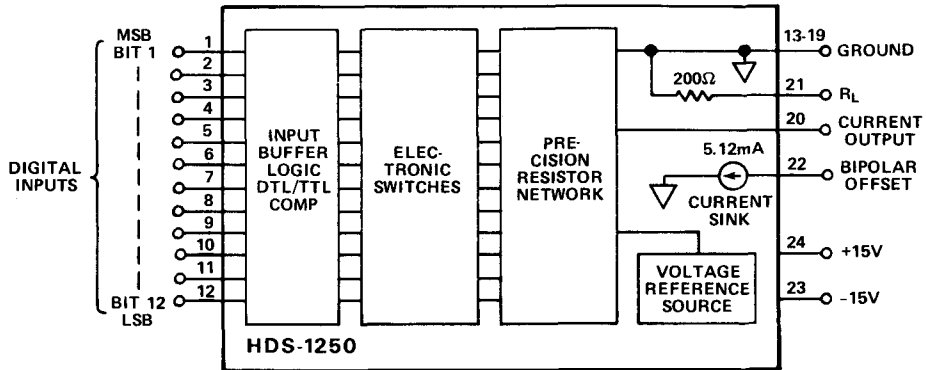 MSB
BIT 1
DIGITAL
INPUTS
BIT 12
LSB
1
2
3
4
5
6
7
8
9
10
11
12
INPUT
BUFFER
LOGIC
DTL/TTL
COMP
ELEC-
TRONIC
SWITCHES
PRE-
CISION
RESISTOR
NETWORK
200Ω
5.12mA
CURRENT
SINK
VOLTAGE
REFERENCE
SOURCE
13-19
GROUND
21
RL
20
CURRENT
OUTPUT
22
BIPOLAR
OFFSET
24
+15V
23
-15V
HDS-1250